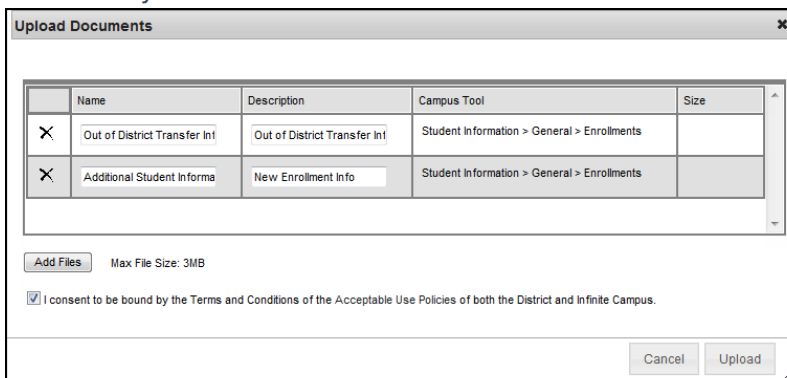 Upload Documents
Name Description Campus Tool Size
Out of District Transfer Inf Out of District Transfer Inf Student Information > General > Enrollments
Additional Student Informa New Enrollment Info Student Information > General > Enrollments
Add Files Max File Size: 3MB
I consent to be bound by the Terms and Conditions of the Acceptable Use Policies of both the District and Infinite Campus.
Cancel Upload